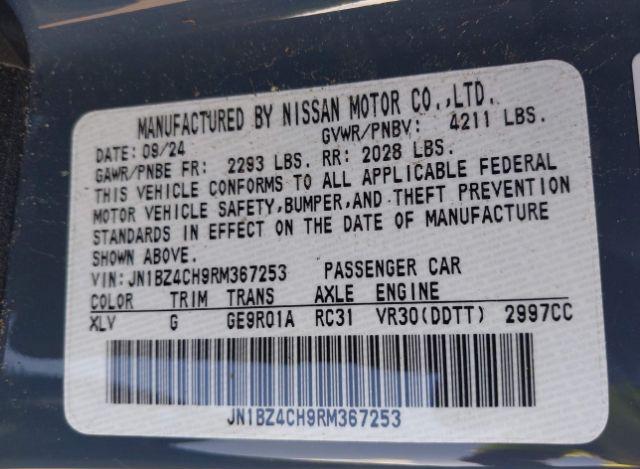 MANUFACTURED BY NISSAN MOTOR CO.,LTD.
DATE: 09/24 GVWR/PNBV: 4211 LBS.
GAWR/PNBE FR: 2293 LBS. RR: 2028 LBS.
THIS VEHICLE CONFORMS TO ALL APPLICABLE FEDERAL
MOTOR VEHICLE SAFETY,BUMPER,AND THEFT PREVENTION
STANDARDS IN EFFECT ON THE DATE OF MANUFACTURE
SHOWN ABOVE.
VIN:JN1BZ4CH9RM367253 PASSENGER CAR
COLOR TRIM TRANS AXLE ENGINE
XLV G GE9R01A RC31 VR30(DDTT) 2997CC
JN1BZ4CH9RM367253